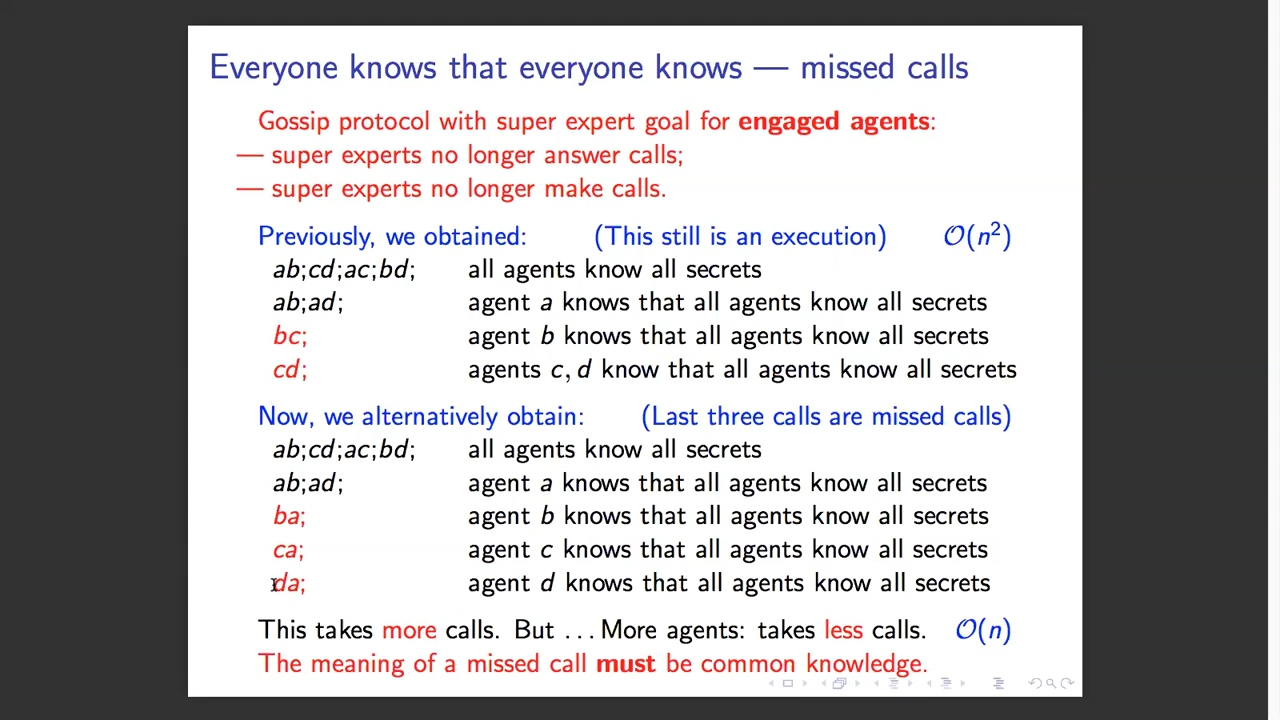 Everyone knows that everyone knows — missed calls
Gossip protocol with super expert goal for engaged agents:
— super experts no longer answer calls;
— super experts no longer make calls.
Previously, we obtained: (This still is an execution) O(n²)
ab;cd;ac;bd; all agents know all secrets
ab;ad; agent a knows that all agents know all secrets
bc; agent b knows that all agents know all secrets
cd; agents c, d know that all agents know all secrets
Now, we alternatively obtain: (Last three calls are missed calls)
ab;cd;ac;bd; all agents know all secrets
ab;ad; agent a knows that all agents know all secrets
ba; agent b knows that all agents know all secrets
ca; agent c knows that all agents know all secrets
da; agent d knows that all agents know all secrets
This takes more calls. But ... More agents: takes less calls. O(n)
The meaning of a missed call must be common knowledge.